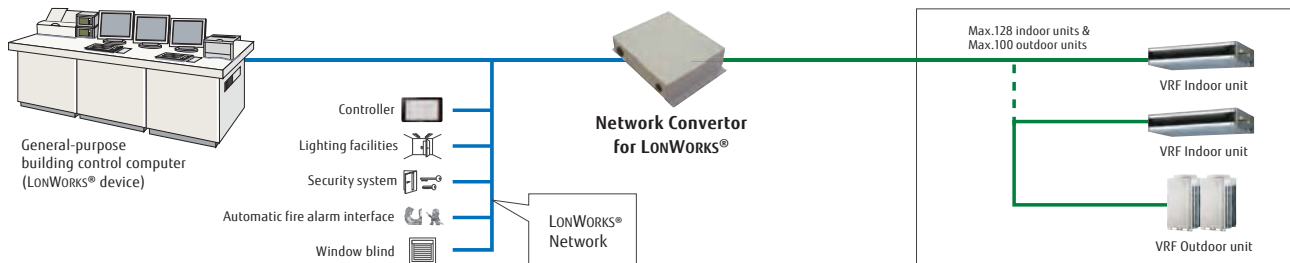 General-purpose
building control computer
(LONWORKS® device)
Controller
Lighting facilities
Security system
Automatic fire alarm interface
Window blind
LONWORKS®
Network
Network Convertor
for LONWORKS®
Max.128 indoor units &
Max.100 outdoor units
VRF Indoor unit
VRF Indoor unit
VRF Outdoor unit